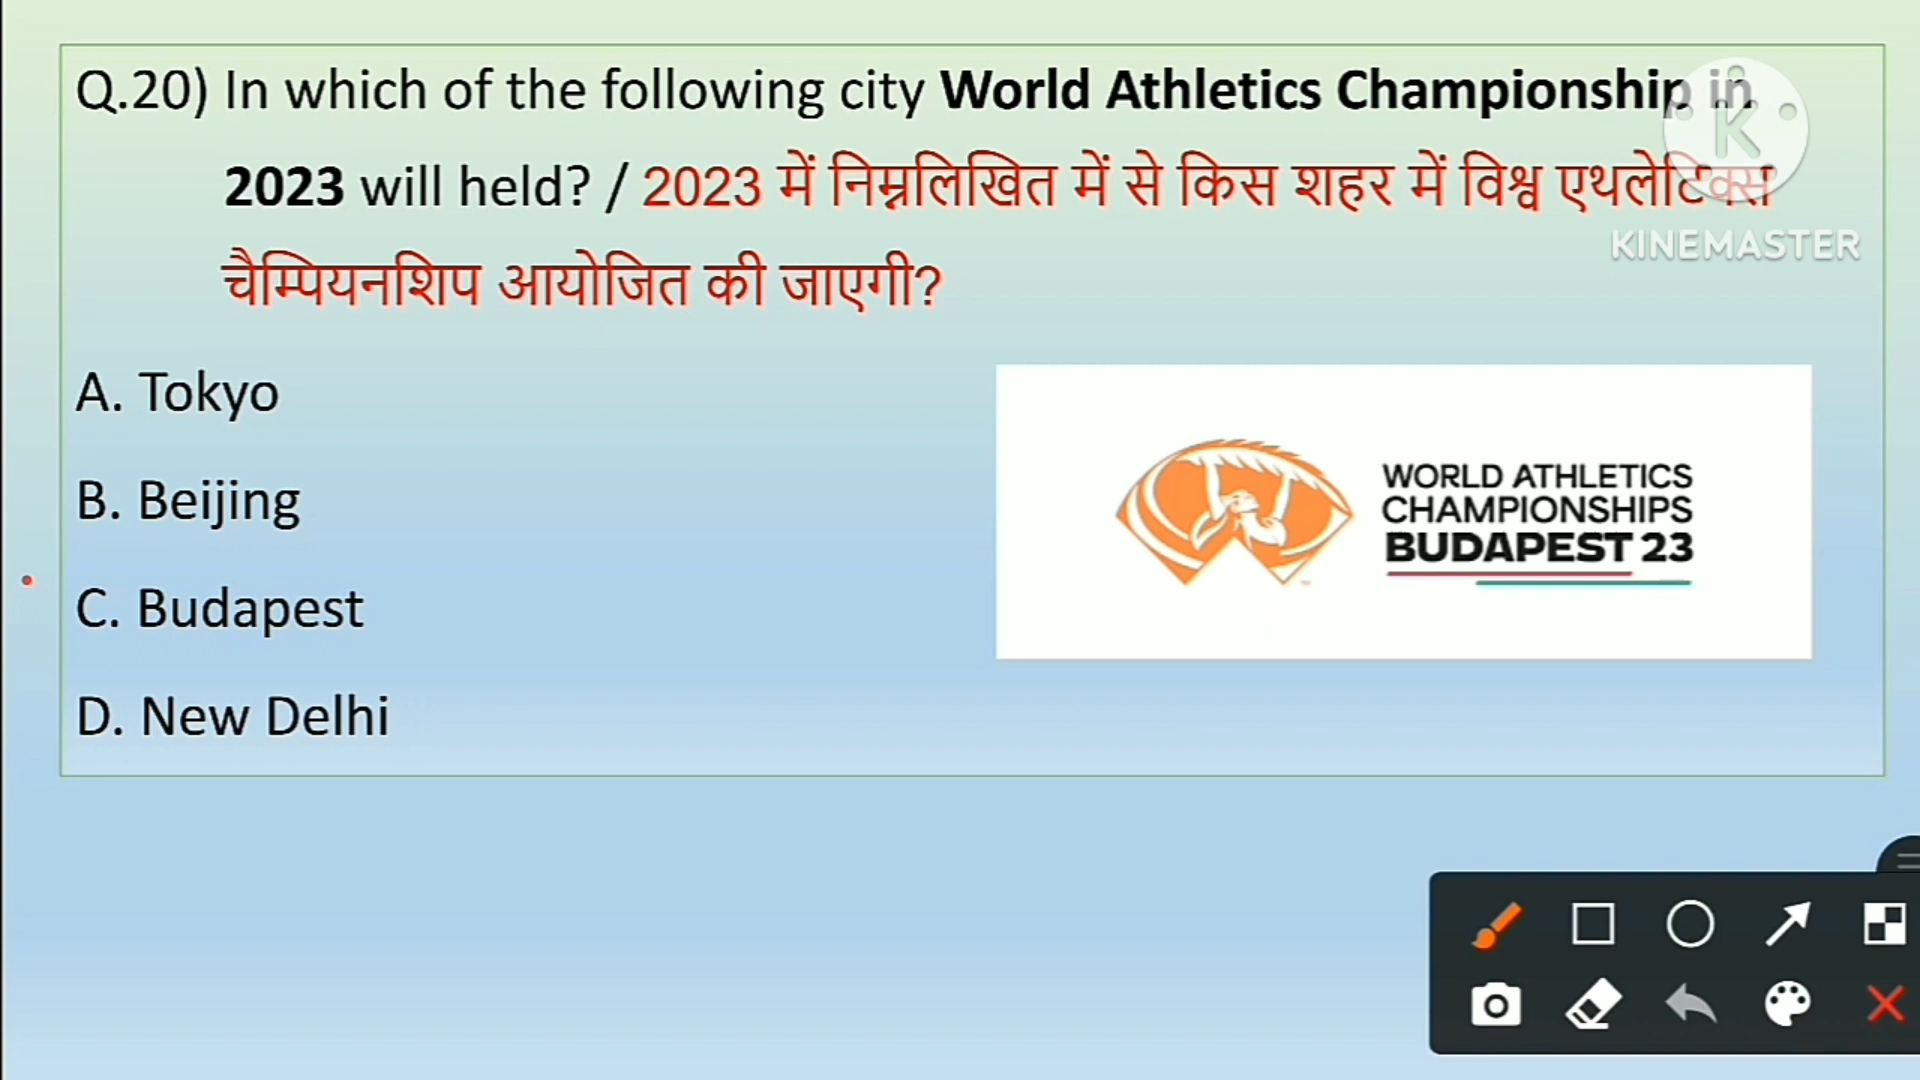 Q.20) In which of the following city World Athletics Championship in
2023 will held? / 2023 में निम्नलिखित में से किस शहर में विश्व एथलेटिक्स
चैम्पियनशिप आयोजित की जाएगी?
K
KINEMASTER
A. Tokyo
B. Beijing
C. Budapest
D. New Delhi
WORLD ATHLETICS
CHAMPIONSHIPS
BUDAPEST 23